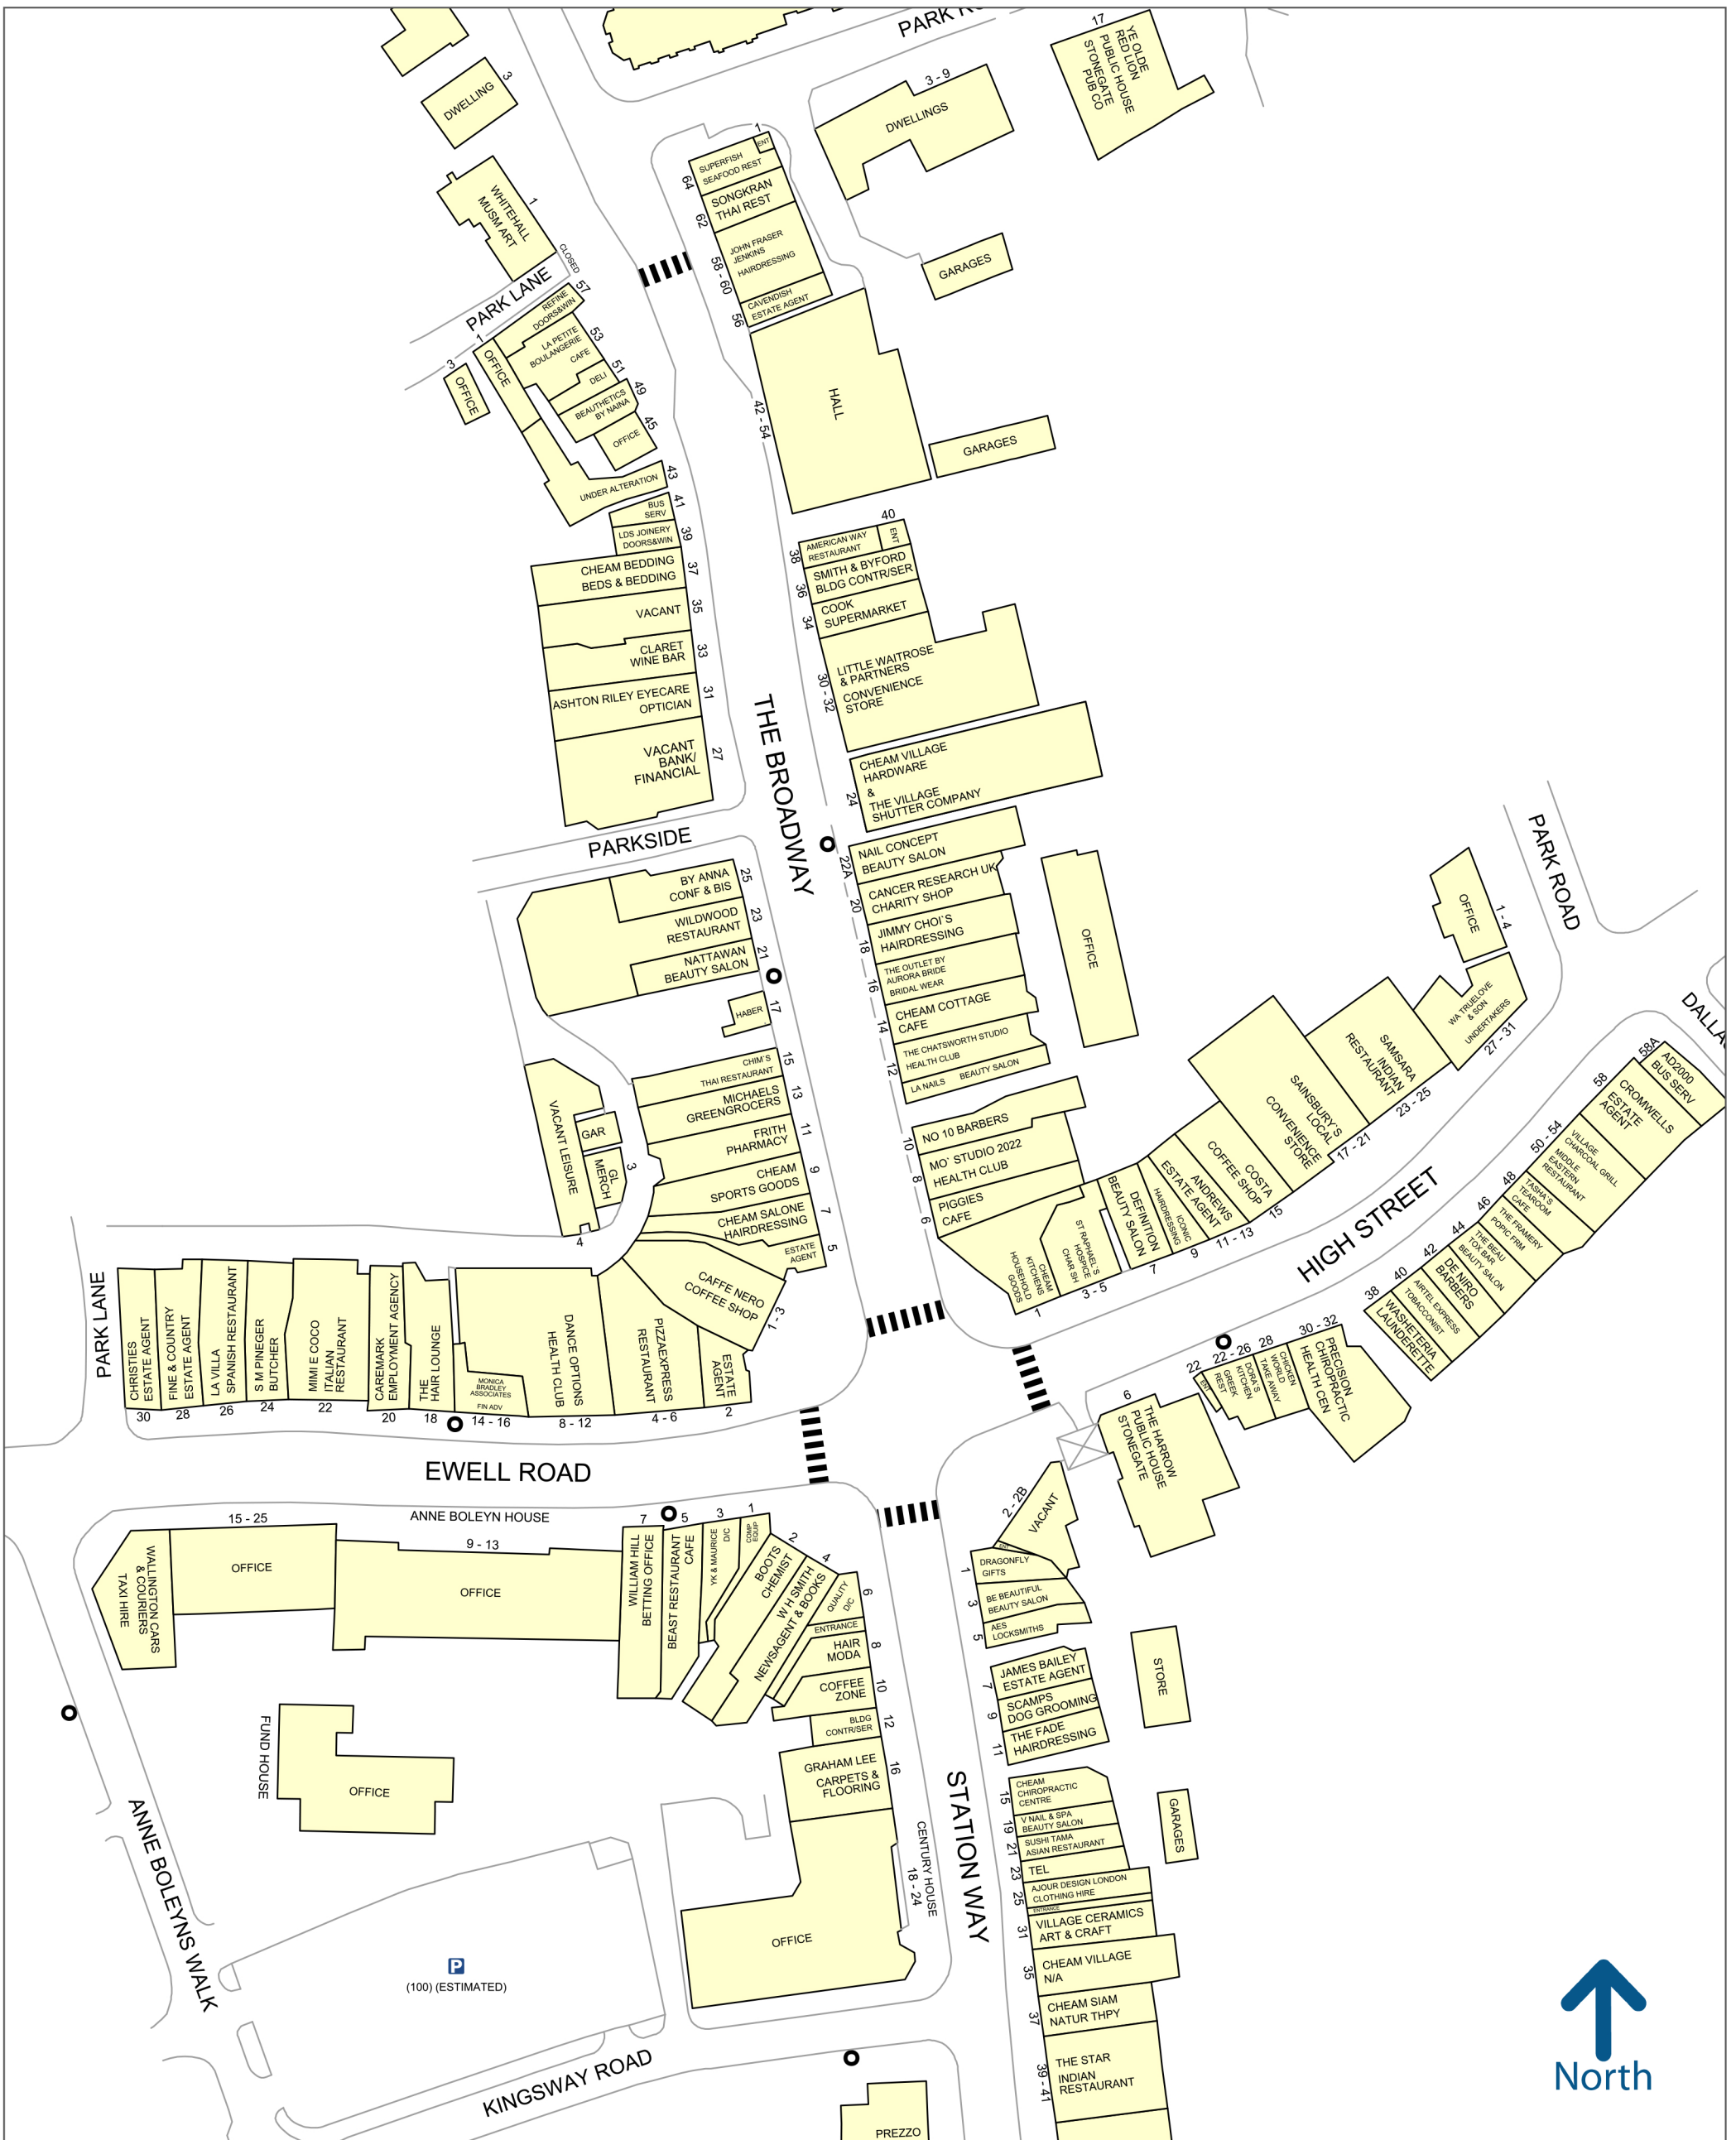 PARK RO
17
YE OLDE
RED LION
PUBLIC HOUSE
STONEGATE
PUB CO
3 - 9
DWELLINGS
3
DWELLING
1
WHITEHALL
MUSM ART
CLOSED
PARK LANE
1
ENT
SUPERFISH
SEAFOOD REST
64
SONGKRAN
THAI REST
62
JOHN FRASER
JENKINS
HAIRDRESSING
58 - 60
CAVENDISH
ESTATE AGENT
56
GARAGES
HALL
42 - 54
GARAGES
57
REFINE
DOORS&WIN
1
OFFICE
3
OFFICE
53
LA PETITE
BOULANGERIE
CAFE
51
DELI
49
BEAUTHETICS
BY NAINA
45
OFFICE
43
UNDER ALTERATION
41
BUS
SERV
39
LDS JOINERY
DOORS&WIN
37
CHEAM BEDDING
BEDS & BEDDING
35
VACANT
33
CLARET
WINE BAR
31
ASHTON RILEY EYECARE
OPTICIAN
27
VACANT
BANK/
FINANCIAL
40
ENT
38
AMERICAN WAY
RESTAURANT
36
SMITH & BYFORD
BLDG CONTR/SER
34
COOK
SUPERMARKET
30 - 32
LITTLE WAITROSE
& PARTNERS
CONVENIENCE
STORE
24
CHEAM VILLAGE
HARDWARE
&
THE VILLAGE
SHUTTER COMPANY
THE BROADWAY
PARKSIDE
22A
NAIL CONCEPT
BEAUTY SALON
20
CANCER RESEARCH UK
CHARITY SHOP
18
JIMMY CHOI`S
HAIRDRESSING
16
THE OUTLET BY
AURORA BRIDE
BRIDAL WEAR
14
CHEAM COTTAGE
CAFE
12
THE CHATSWORTH STUDIO
HEALTH CLUB
LA NAILS
BEAUTY SALON
OFFICE
10
NO 10 BARBERS
8
MO` STUDIO 2022
HEALTH CLUB
6
PIGGIES
CAFE
25
BY ANNA
CONF & BIS
23
WILDWOOD
RESTAURANT
21
NATTAWAN
BEAUTY SALON
17
HABER
15
CHIM`S
THAI RESTAURANT
13
MICHAELS
GREENGROCERS
11
FRITH
PHARMACY
9
CHEAM
SPORTS GOODS
7
CHEAM SALONE
HAIRDRESSING
5
ESTATE
AGENT
1 - 3
CAFFE NERO
COFFEE SHOP
VACANT LEISURE
4
GAR
3
GL
MERCH
PARK ROAD
1 - 4
OFFICE
WA TRUELOVE
& SON
UNDERTAKERS
27 - 31
SAMSARA
INDIAN
RESTAURANT
23 - 25
SAINSBURY'S
LOCAL
CONVENIENCE
STORE
17 - 21
COSTA
COFFEE SHOP
15
ANDREWS
ESTATE AGENT
11 - 13
ICONIC
HAIRDRESSING
9
DEFINITION
BEAUTY SALON
7
ST RAPHAEL`S
HOSPICE
CHAR SH
3 - 5
CHEAM
KITCHENS
HOUSEHOLD
GOODS
1
HIGH STREET
DALLA
58A
AD2000
BUS SERV
58
CROMWELLS
ESTATE
AGENT
50 - 54
VILLAGE
CHARCOAL GRILL
MIDDLE
EASTERN
RESTAURANT
48
TASHA`S
TEAROOM
CAFE
46
THE FRAMERY
POPIC FRM
44
THE BEAU
TOX BAR
BEAUTY SALON
42
DE NIRO
BARBERS
40
AIRTEL EXPRESS
TOBACCONIST
38
WASHETERIA
LAUNDERETTE
30 - 32
PRECISION
CHIROPRACTIC
HEALTH CEN
28
CHICKEN
WORLD
TAKE AWAY
22 - 26
DORA'S
KITCHEN
GREEK
REST
22
ENT
6
THE HARROW
PUBLIC HOUSE
STONEGATE
PARK LANE
CHRISTIES
ESTATE AGENT
30
FINE & COUNTRY
ESTATE AGENT
28
LA VILLA
SPANISH RESTAURANT
26
S M PINEGER
BUTCHER
24
MIMI E COCO
ITALIAN
RESTAURANT
22
CAREMARK
EMPLOYMENT AGENCY
20
THE
HAIR LOUNGE
18
MONICA
BRADLEY
ASSOCIATES
FIN ADV
14 - 16
DANCE OPTIONS
HEALTH CLUB
8 - 12
PIZZAEXPRESS
RESTAURANT
4 - 6
ESTATE
AGENT
2
EWELL ROAD
ANNE BOLEYN HOUSE
15 - 25
OFFICE
WALLINGTON CARS
& COURIERS
TAXI HIRE
9 - 13
OFFICE
7
WILLIAM HILL
BETTING OFFICE
5
BEAST RESTAURANT
CAFE
3
YK & MAURICE
D/C
1
COMP
EQUIP
2
BOOTS
CHEMIST
4
W H SMITH
NEWSAGENT & BOOKS
6
QUALITY
D/C
ENTRANCE
8
HAIR
MODA
10
COFFEE
ZONE
12
BLDG
CONTR/SER
16
GRAHAM LEE
CARPETS &
FLOORING
CENTURY HOUSE
18 - 24
OFFICE
STATION WAY
2 - 2B
VACANT
ENT
1
DRAGONFLY
GIFTS
3
BE BEAUTIFUL
BEAUTY SALON
5
AES
LOCKSMITHS
7
JAMES BAILEY
ESTATE AGENT
9
SCAMPS
DOG GROOMING
11
THE FADE
HAIRDRESSING
STORE
15
CHEAM
CHIROPRACTIC
CENTRE
19
V NAIL & SPA
BEAUTY SALON
21
SUSHI TAMA
ASIAN RESTAURANT
23
TEL
25
AJOUR DESIGN LONDON
CLOTHING HIRE
ENTRANCE
31
VILLAGE CERAMICS
ART & CRAFT
35
CHEAM VILLAGE
N/A
37
CHEAM SIAM
NATUR THPY
39 - 41
THE STAR
INDIAN
RESTAURANT
GARAGES
FUND HOUSE
OFFICE
ANNE BOLEYNS WALK
P
(100) (ESTIMATED)
KINGSWAY ROAD
PREZZO
North